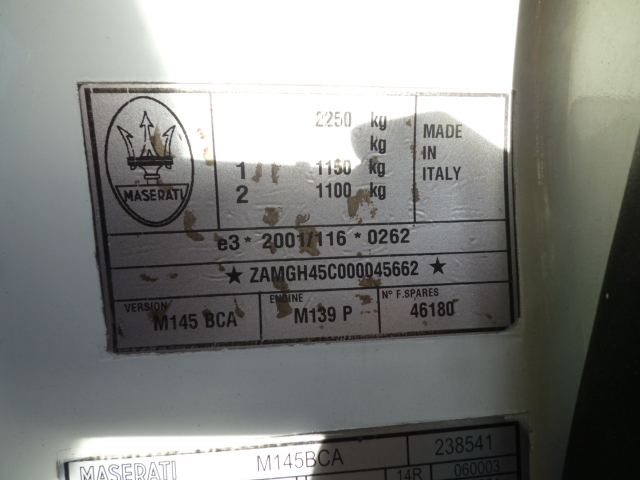 2250 kg
kg
1 1150 kg
2 1100 kg
MASERATI
MADE
IN
ITALY
e3 * 2001/116 * 0262
★ ZAMGH45C000045662 ★
VERSION
M145 BCA
ENGINE
M139 P
N° F.SPARES
46180
MASERATI M145BCA 238541
14R 060003